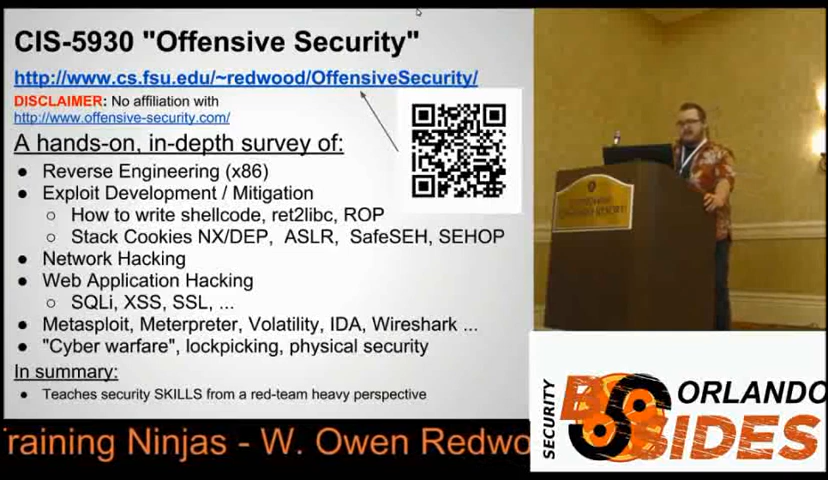 CIS-5930 "Offensive Security"
http://www.cs.fsu.edu/~redwood/OffensiveSecurity/
DISCLAIMER: No affiliation with
http://www.offensive-security.com/
A hands-on, in-depth survey of:
● Reverse Engineering (x86)
● Exploit Development / Mitigation
○ How to write shellcode, ret2libc, ROP
○ Stack Cookies NX/DEP, ASLR, SafeSEH, SEHOP
● Network Hacking
● Web Application Hacking
○ SQLi, XSS, SSL, ...
● Metasploit, Meterpreter, Volatility, IDA, Wireshark ...
● "Cyber warfare", lockpicking, physical security
In summary:
● Teaches security SKILLS from a red-team heavy perspective
Training Ninjas - W. Owen Redwo
SECURITY
BSIDES
ORLANDO